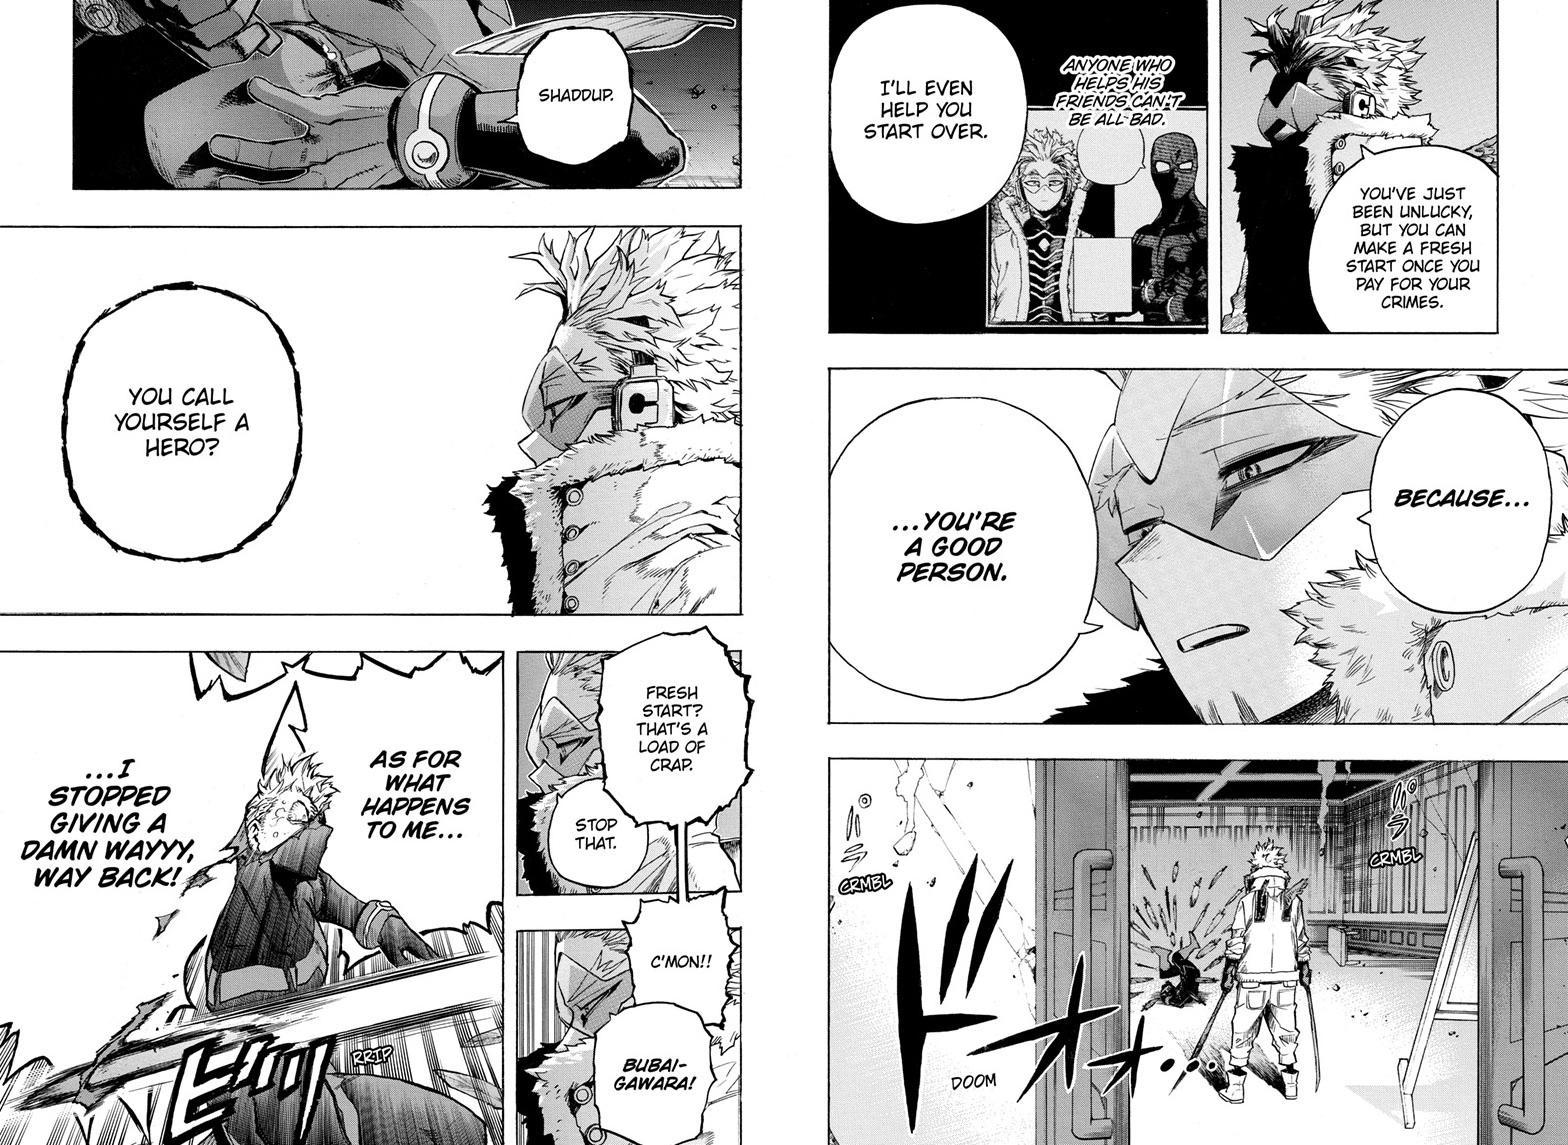 YOU'VE JUST
BEEN UNLUCKY,
BUT YOU CAN
MAKE A FRESH
START ONCE YOU
PAY FOR YOUR
CRIMES.
ANYONE WHO
HELPS HIS
FRIENDS CAN'T
BE ALL BAD.
I'LL EVEN
HELP YOU
START OVER.
BECAUSE...
...YOU'RE
A GOOD
PERSON.
CRMBL
CRMBL
ドオオ
DOOM
SHADDUP.
YOU CALL
YOURSELF A
HERO?
FRESH
START?
THAT'S A
LOAD OF
CRAP.
STOP
THAT.
C'MON!!
BUBAI-
GAWARA!
AS FOR
WHAT
HAPPENS
TO ME...
...I
STOPPED
GIVING A
DAMN WAYYY,
WAY BACK!
RRIP